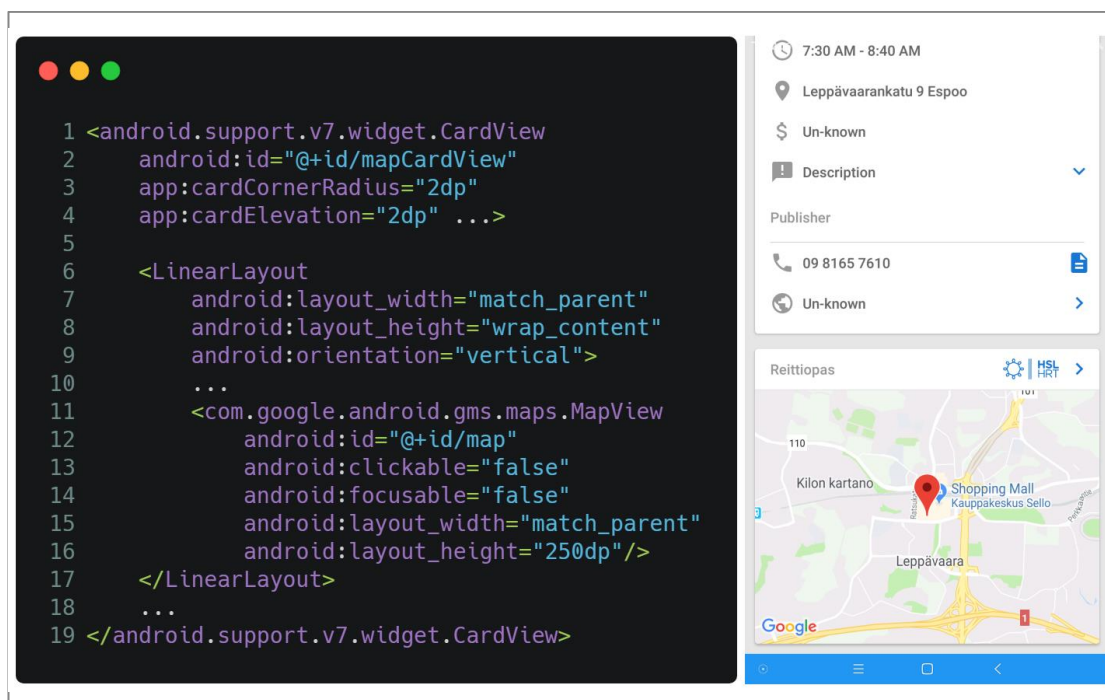 1 <android.support.v7.widget.CardView
2 android:id="@+id/mapCardView"
3 app:cardCornerRadius="2dp"
4 app:cardElevation="2dp" ...>
5
6 <LinearLayout
7 android:layout_width="match_parent"
8 android:layout_height="wrap_content"
9 android:orientation="vertical">
10 ...
11 <com.google.android.gms.maps.MapView
12 android:id="@+id/map"
13 android:clickable="false"
14 android:focusable="false"
15 android:layout_width="match_parent"
16 android:layout_height="250dp"/>
17 </LinearLayout>
18 ...
19 </android.support.v7.widget.CardView>
7:30 AM - 8:40 AM
Leppävaarankatu 9 Espoo
Un-known
Description
Publisher
09 8165 7610
Un-known
Reittiopas
HSL
HRT
101
110
Kilon kartano
Shopping Mall
Kauppakeskus Sello
Leppävaara
1
Google